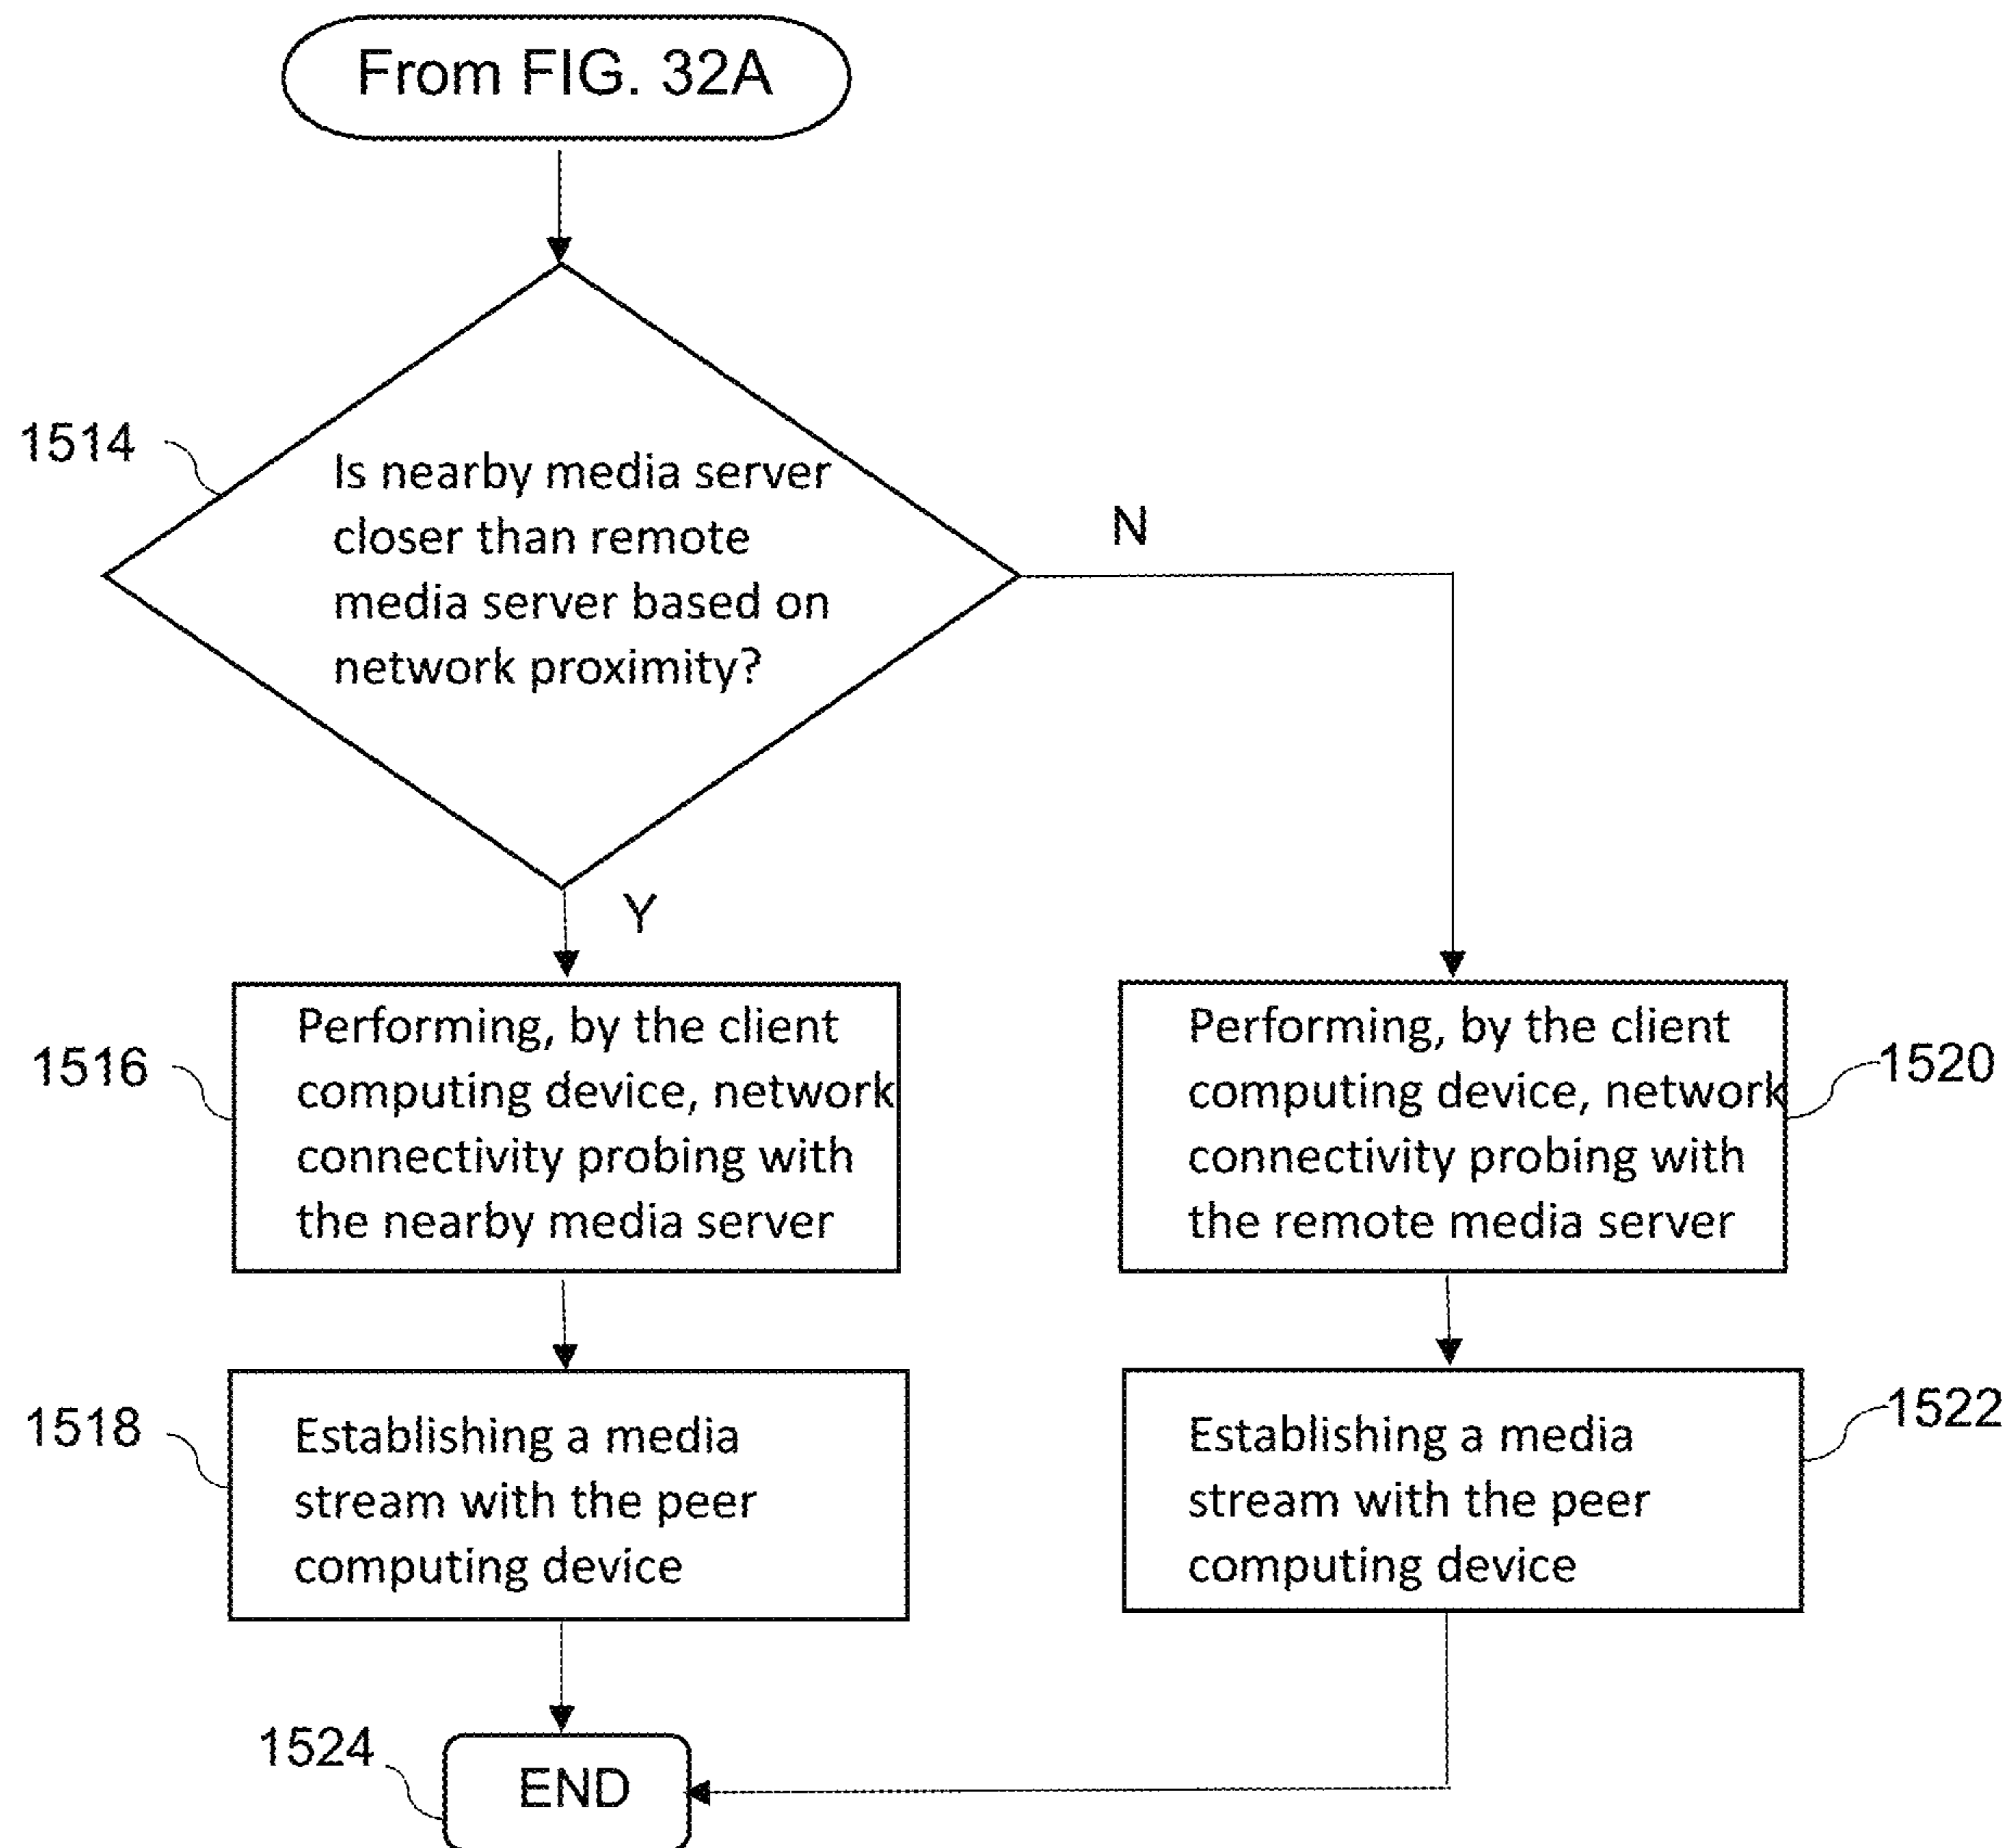 From FIG. 32A
1514
Is nearby media server
closer than remote
media server based on
network proximity?
N
Y
1516
Performing, by the client
computing device, network
connectivity probing with
the nearby media server
Performing, by the client
computing device, network
connectivity probing with
the remote media server
1520
1518
Establishing a media
stream with the peer
computing device
Establishing a media
stream with the peer
computing device
1522
1524
END